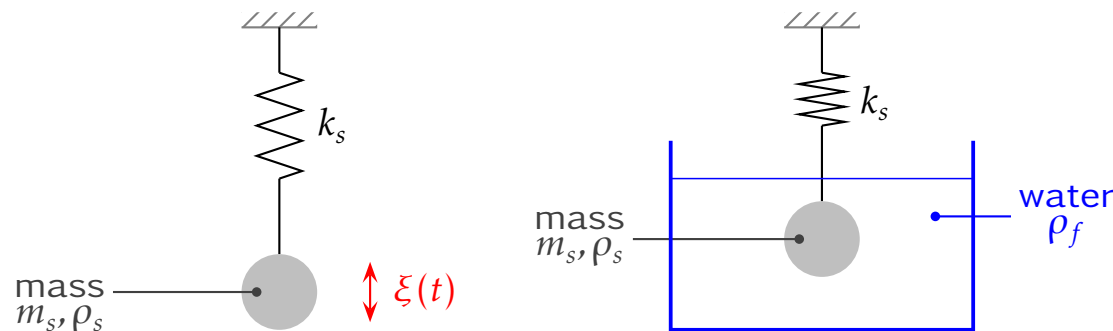 k_s
mass
m_s, ρ_s
ξ(t)
k_s
mass
m_s, ρ_s
water
ρ_f